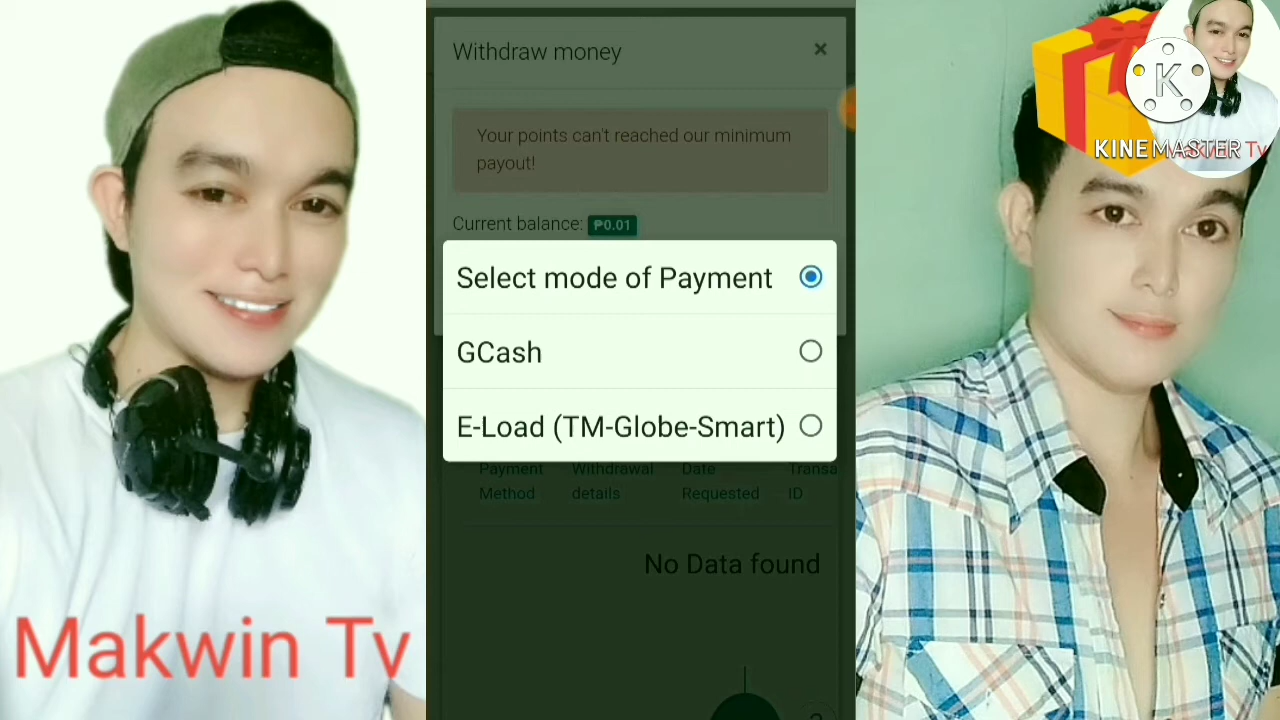 Withdraw money
×
Your points can't reached our minimum
payout!
Current balance: ₱0.01
Select mode of Payment
GCash
E-Load (TM-Globe-Smart)
Payment Withdrawal Date Transa
Method details Requested ID
No Data found
Makwin Tv
K
KINEMASTER Tv